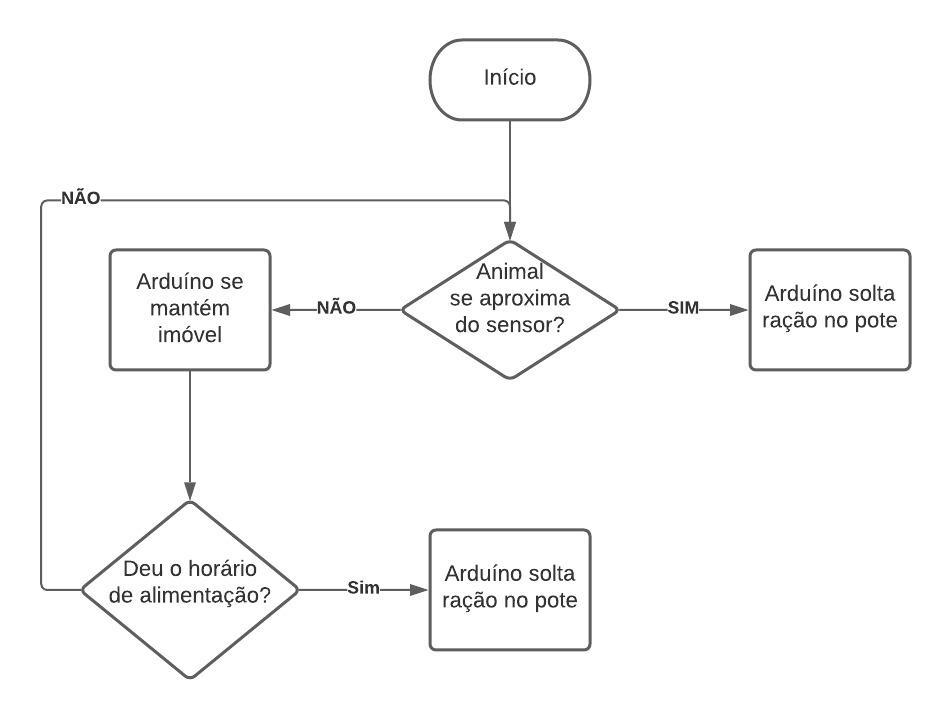 Início
NÃO
Animal
se aproxima
do sensor?
NÃO
SIM
Arduíno se
mantém
imóvel
Arduíno solta
ração no pote
Deu o horário
de alimentação?
Sim
Arduíno solta
ração no pote